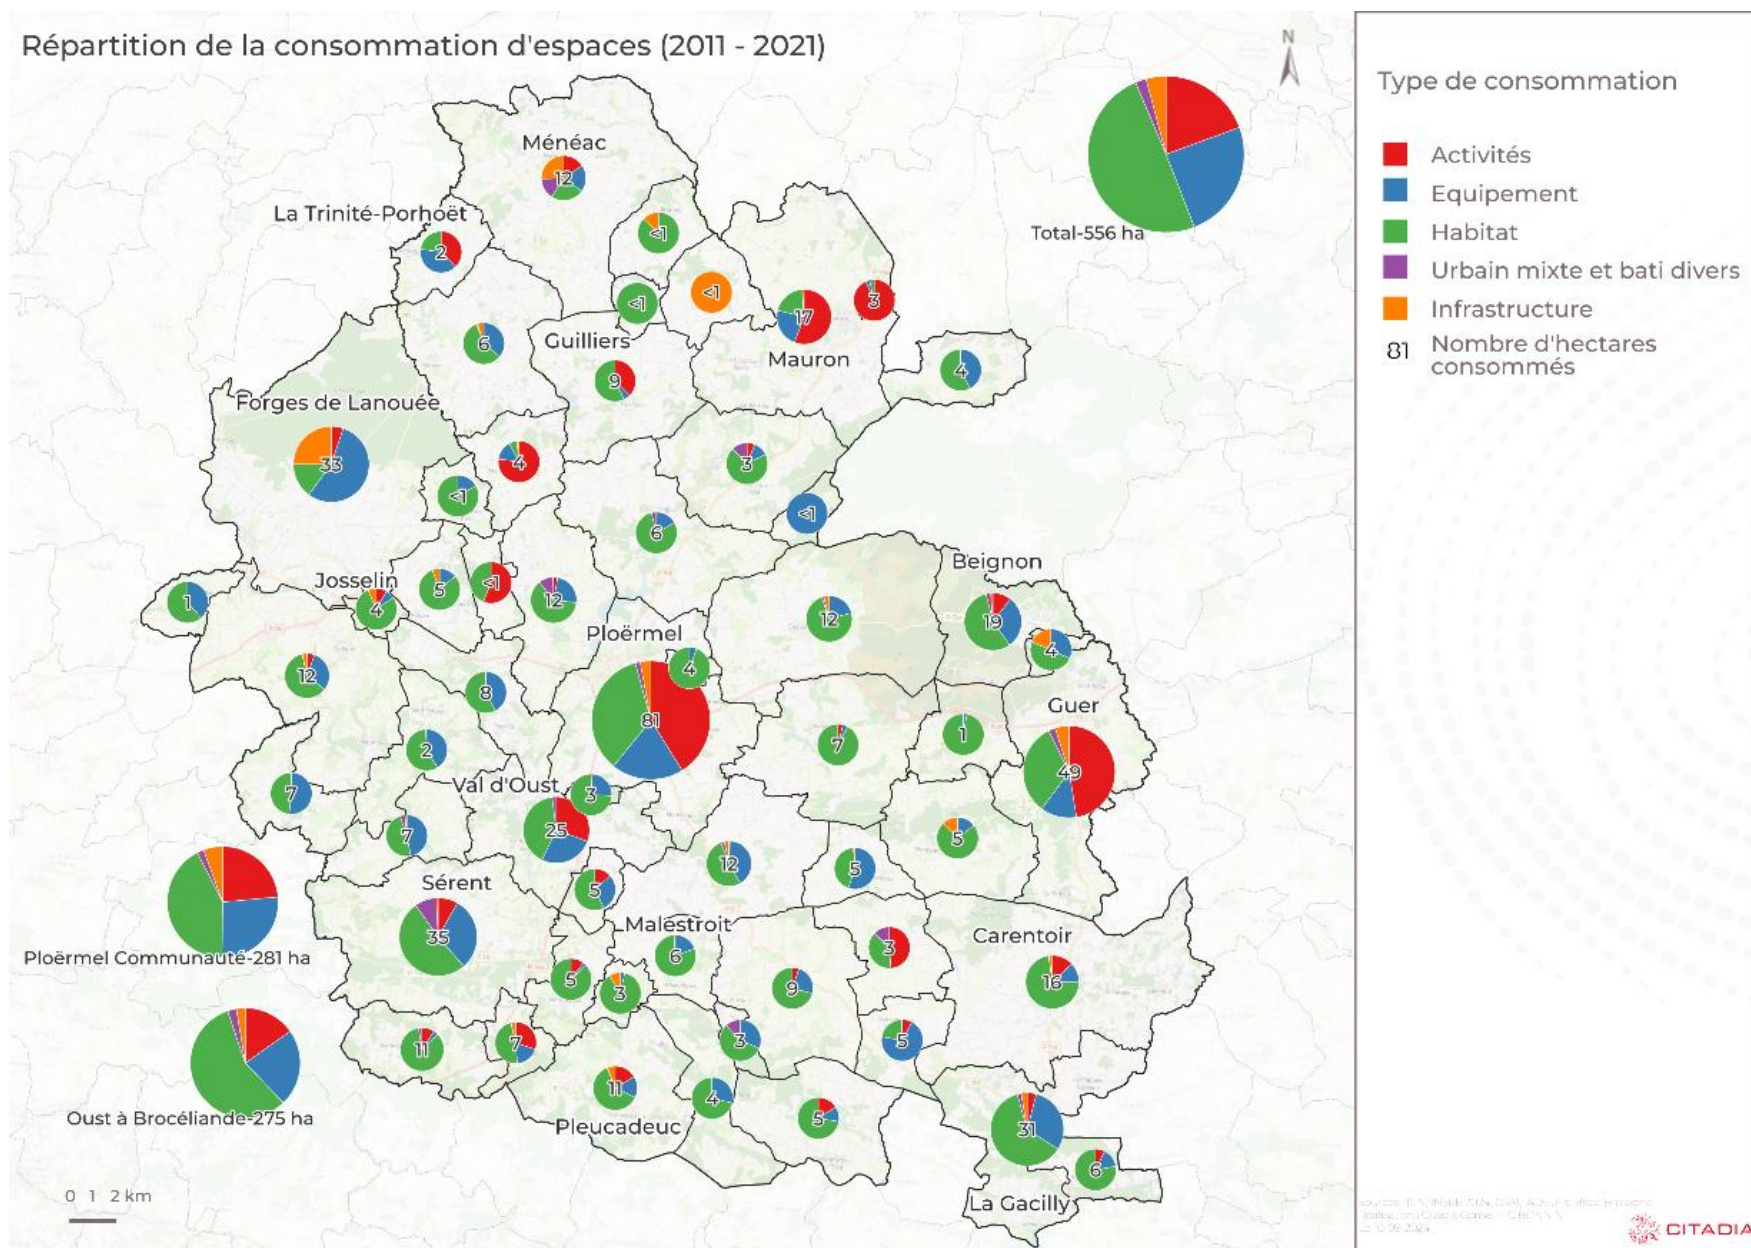 Répartition de la consommation d'espaces (2011 - 2021)
N
Type de consommation
Activités
Equipement
Habitat
Urbain mixte et bati divers
Infrastructure
81
Nombre d'hectares
consommés
Total-556 ha
Ménéac
12
La Trinité-Porhoët
2
<1
<1
<1
17
3
Mauron
6
Guilliers
9
4
Forges de Lanouée
33
4
<1
3
<1
6
Beignon
Josselin
1
4
5
<1
12
12
19
4
Ploërmel
4
12
8
81
Guer
7
1
49
2
7
Val d'Oust
3
25
7
12
5
5
Sérent
35
5
Ploërmel Communauté-281 ha
Malestroit
6
3
Carentoir
16
5
3
9
11
7
3
5
Oust à Brocéliande-275 ha
11
4
5
Pleucadeuc
31
6
La Gacilly
0 1 2 km
CITADIA